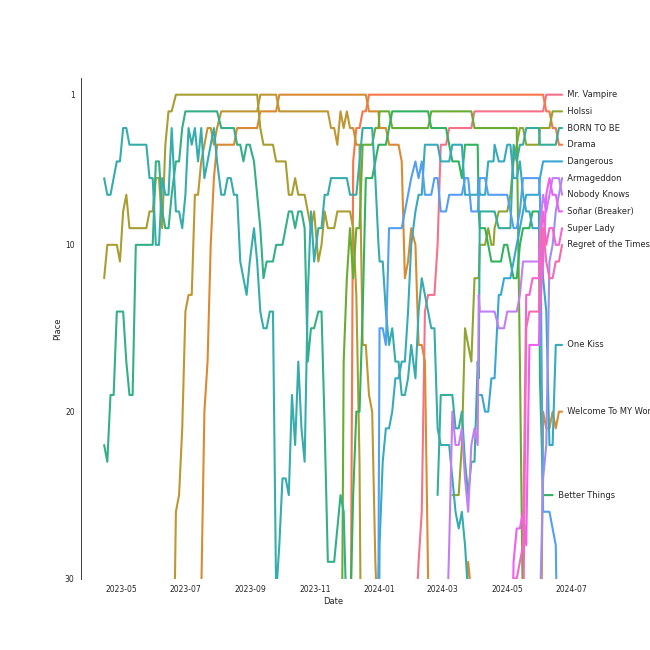 1
10
20
30
Place
2023-05
2023-07
2023-09
2023-11
2024-01
2024-03
2024-05
2024-07
Date
Mr. Vampire
Holssi
BORN TO BE
Drama
Dangerous
Armageddon
Nobody Knows
Soñar (Breaker)
Super Lady
Regret of the Times
One Kiss
Welcome To MY Wor
Better Things